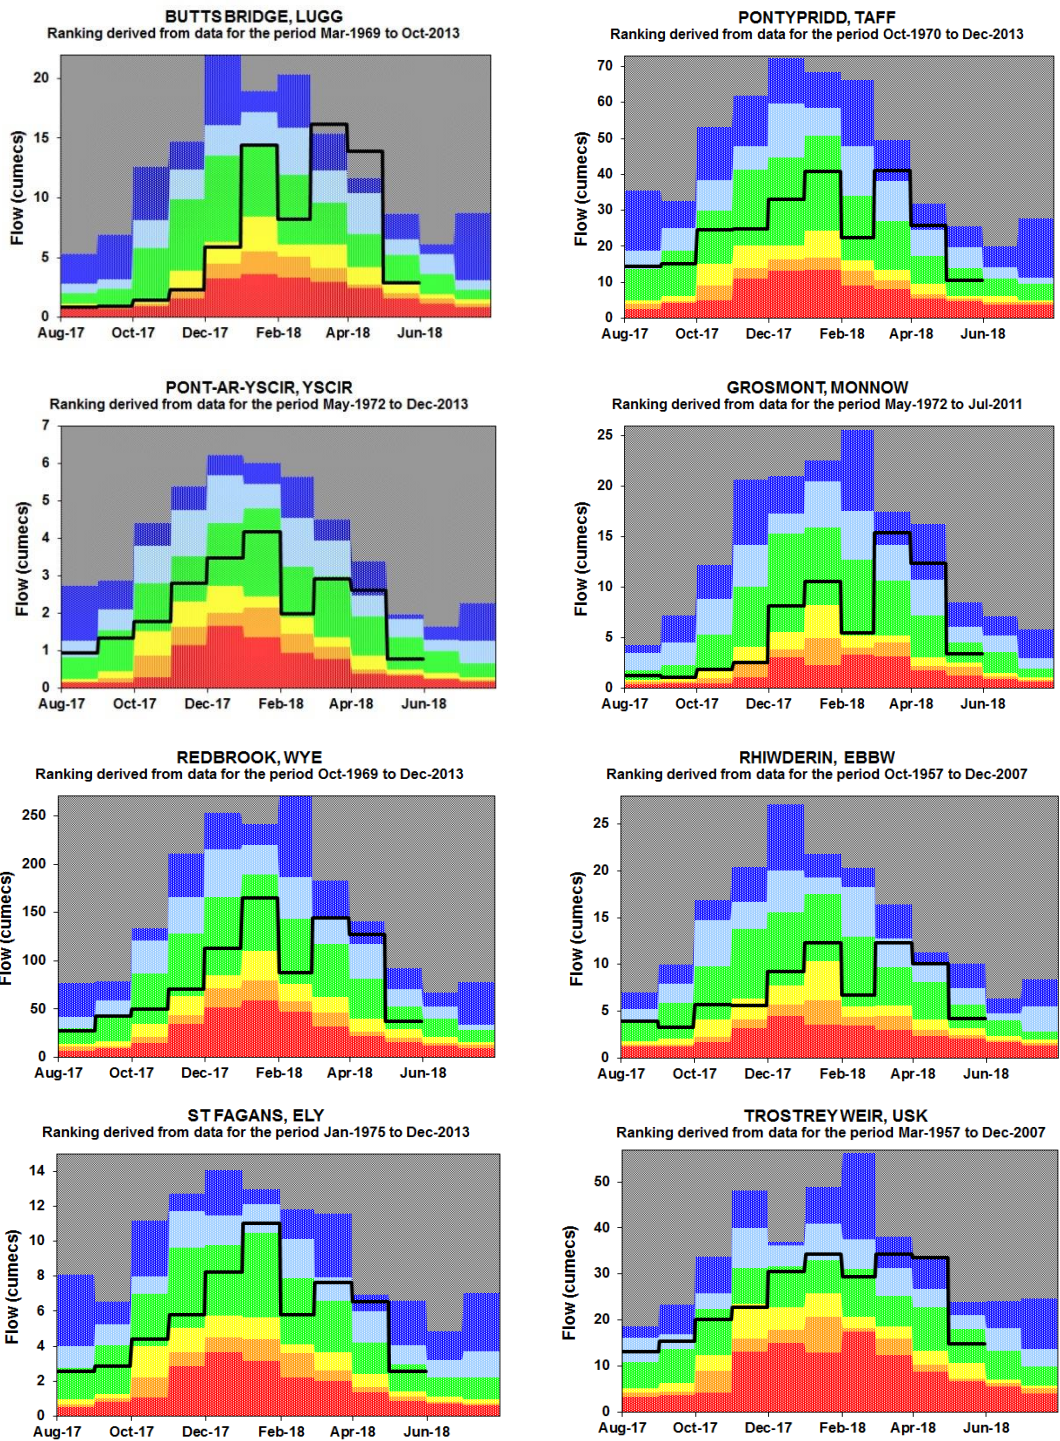 BUTTS BRIDGE, LUGG
Ranking derived from data for the period Mar-1969 to Oct-2013
Flow (cumecs)
20
15
10
5
0
Aug-17 Oct-17 Dec-17 Feb-18 Apr-18 Jun-18
PONTYPRIDD, TAFF
Ranking derived from data for the period Oct-1970 to Dec-2013
Flow (cumecs)
70
60
50
40
30
20
10
0
Aug-17 Oct-17 Dec-17 Feb-18 Apr-18 Jun-18
PONT-AR-YSCIR, YSCIR
Ranking derived from data for the period May-1972 to Dec-2013
Flow (cumecs)
7
6
5
4
3
2
1
0
Aug-17 Oct-17 Dec-17 Feb-18 Apr-18 Jun-18
GROSMONT, MONNOW
Ranking derived from data for the period May-1972 to Jul-2011
Flow (cumecs)
25
20
15
10
5
0
Aug-17 Oct-17 Dec-17 Feb-18 Apr-18 Jun-18
REDBROOK, WYE
Ranking derived from data for the period Oct-1969 to Dec-2013
Flow (cumecs)
250
200
150
100
50
0
Aug-17 Oct-17 Dec-17 Feb-18 Apr-18 Jun-18
RHIWDERIN, EBBW
Ranking derived from data for the period Oct-1957 to Dec-2007
Flow (cumecs)
25
20
15
10
5
0
Aug-17 Oct-17 Dec-17 Feb-18 Apr-18 Jun-18
ST FAGANS, ELY
Ranking derived from data for the period Jan-1975 to Dec-2013
Flow (cumecs)
14
12
10
8
6
4
2
0
Aug-17 Oct-17 Dec-17 Feb-18 Apr-18 Jun-18
TROSTREY WEIR, USK
Ranking derived from data for the period Mar-1957 to Dec-2007
Flow (cumecs)
50
40
30
20
10
0
Aug-17 Oct-17 Dec-17 Feb-18 Apr-18 Jun-18